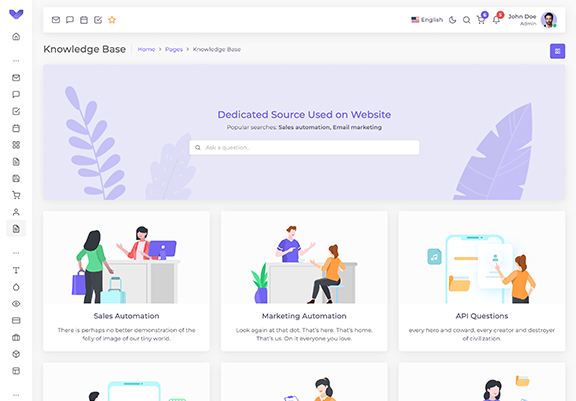 English
6
5
John Doe
Admin
Knowledge Base
Home > Pages > Knowledge Base
Dedicated Source Used on Website
Popular searches: Sales automation, Email marketing
Ask a question...
Sales Automation
There is perhaps no better demonstration of the
folly of image of our tiny world.
Marketing Automation
Look again at that dot. That's here. That's home.
That's us. On it everyone you love.
API Questions
every hero and coward, every creator and destroyer
of civilization.